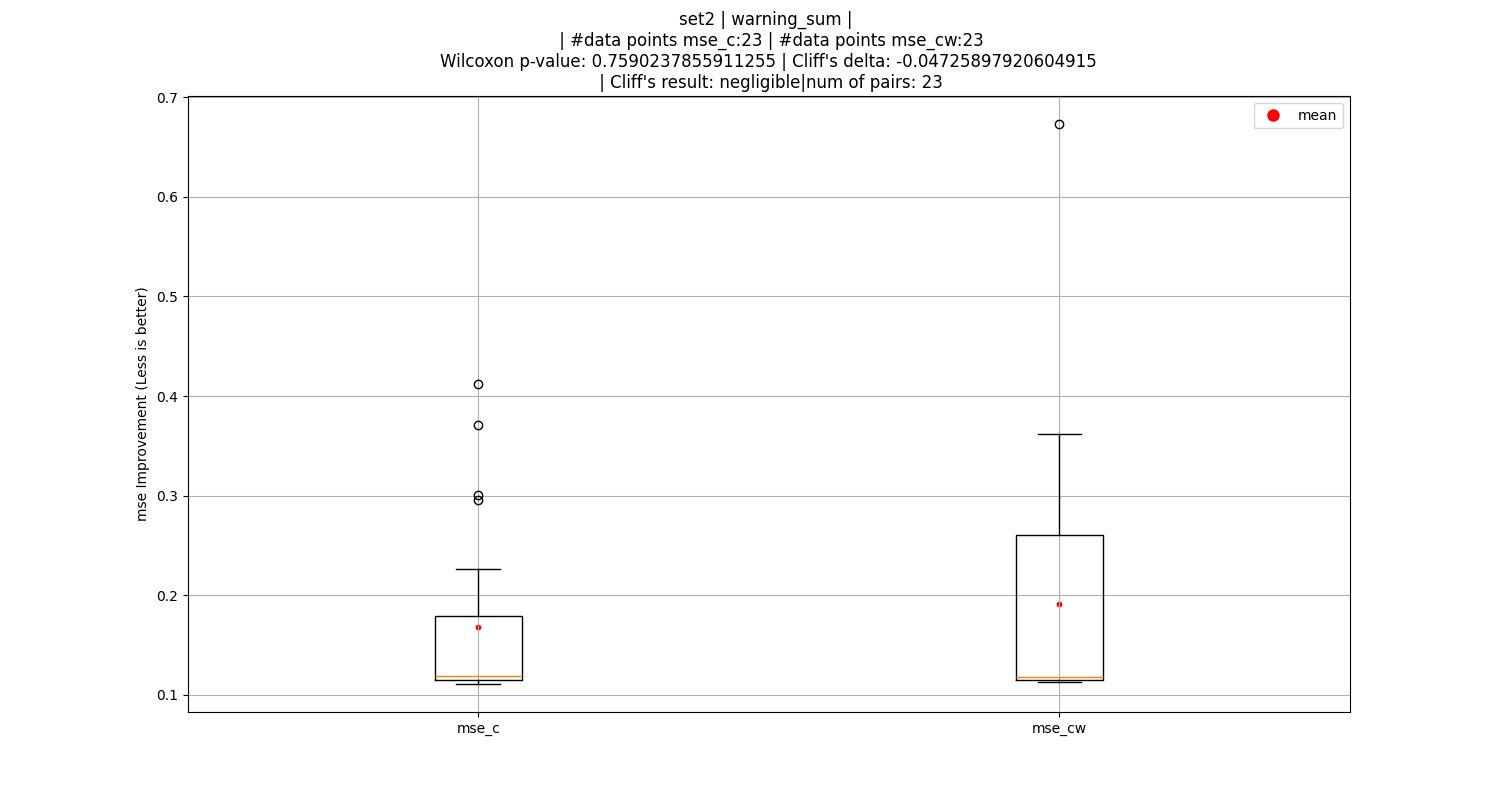 set2 | warning_sum |
| #data points mse_c:23 | #data points mse_cw:23
Wilcoxon p-value: 0.7590237855911255 | Cliff's delta: -0.04725897920604915
| Cliff's result: negligible|num of pairs: 23
mean
0.7
0.6
0.5
0.4
0.3
0.2
0.1
mse Improvement (Less is better)
mse_c
mse_cw